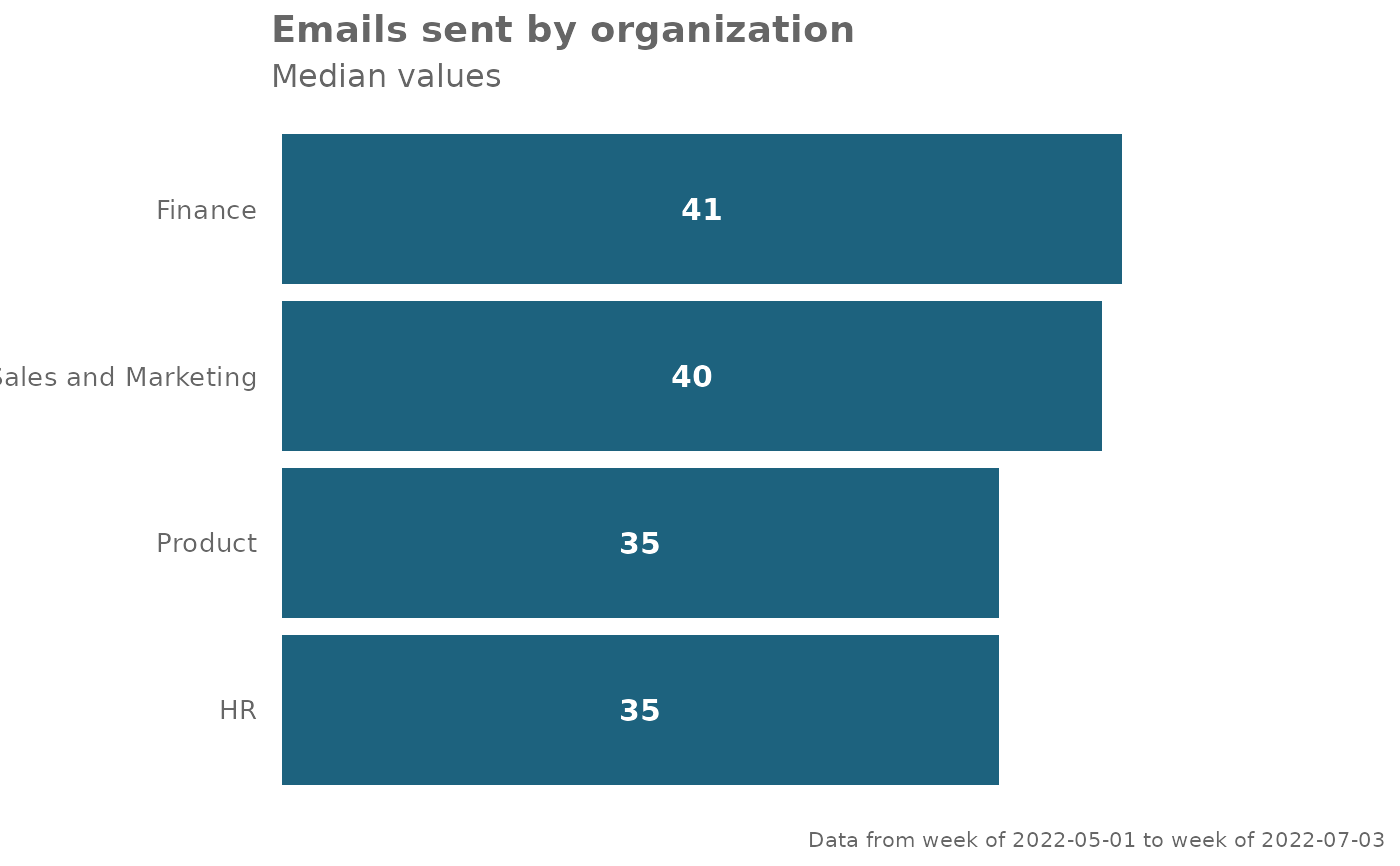 Emails sent by organization
Median values
Finance
41
Sales and Marketing
40
Product
35
HR
35
Data from week of 2022-05-01 to week of 2022-07-03